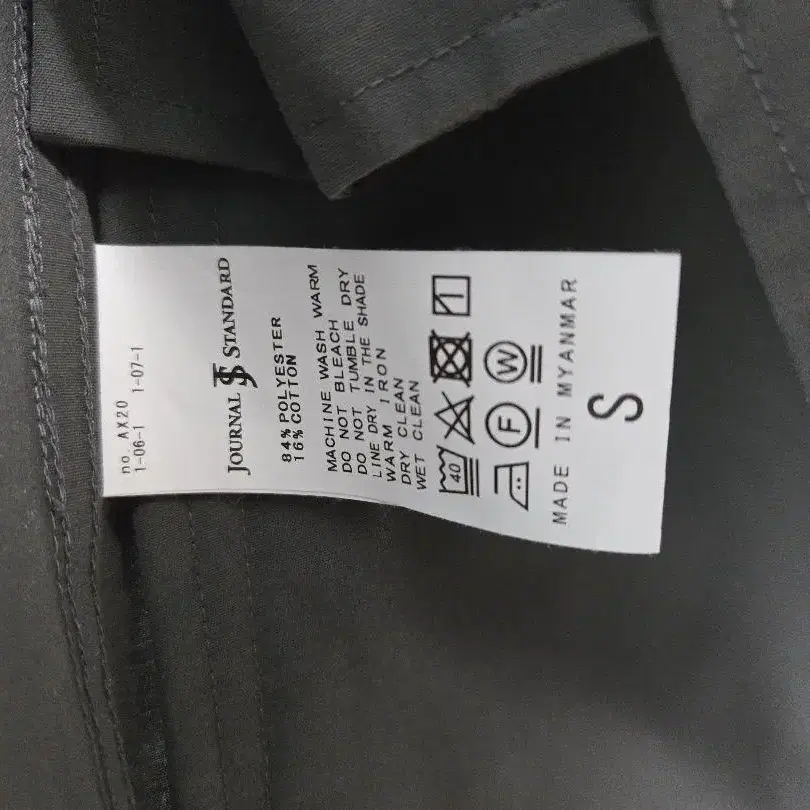 no. AX20
1-06-1 1-07-1
JOURNAL JS STANDARD
84% POLYESTER
16% COTTON
MACHINE WASH WARM
DO NOT BLEACH
DO NOT TUMBLE DRY
LINE DRY IN THE SHADE
WARM IRON
DRY CLEAN
WET CLEAN
40
F W
MADE IN MYANMAR
S